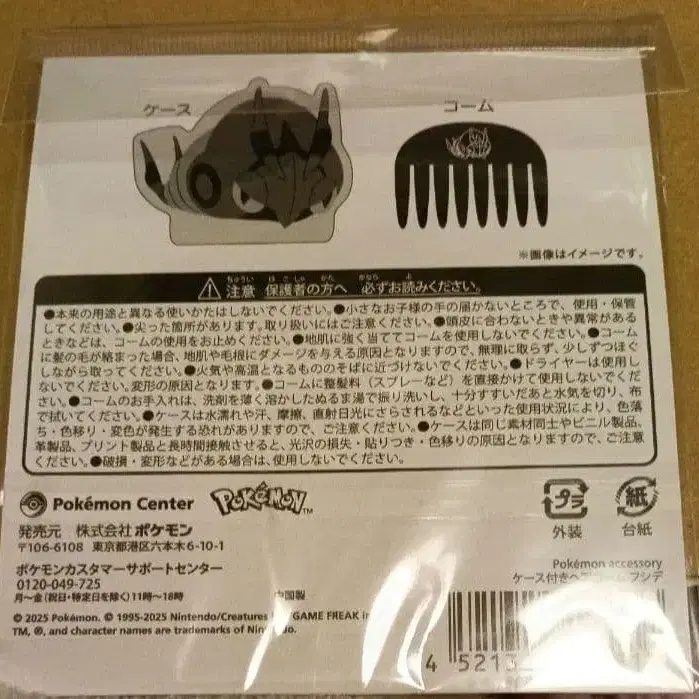 ケース
コーム
※画像はイメージです。
注意 保護者の方へ 必ずお読みください。
●本来の用途と異なる使いかたはしないでください。●小さなお子様の手の届かないところで、使用・保管
してください。●尖った箇所があります。取り扱いにはご注意ください。●頭皮に合わないときや異常がある
ときなどは、コームの使用をお止めください。●地肌に強く当ててコームを使用しないでください。●コーム
に髪の毛が絡まった場合、地肌や毛根にダメージを与える原因となりますので、無理に取らず、少しずつほぐ
しながら取ってください。●火気や高温となるもののそばに近づけないでください。●ドライヤーは使用し
ないでください。変形の原因となります。●コームに整髪料（スプレーなど）を直接かけて使用しないでくださ
い。●コームのお手入れは、洗剤を薄く溶かしたぬるま湯で振り洗いし、十分すすいだあと水気を切り、布
で拭いてください。●ケースは水濡れや汗、摩擦、直射日光にさらされるなどといった使用状況により、色落
ち・色移り・変色が発生する恐れがありますので、ご注意ください。●ケースは同じ素材同士やビニル製品、
革製品、プリント製品と長時間接触させると、光沢の損失・貼りつき・色移りの原因となりますので、ご注意
ください。●破損・変形などがある場合は、使用しないでください。
Pokémon Center POKéMON™
プラ 紙
外装 台紙
発売元 株式会社ポケモン
〒106-6108 東京都港区六本木6-10-1
ポケモンカスタマーサポートセンター
0120-049-725
月～金（祝日・特定日を除く）11時～18時
中国製
Pokémon accessory
ケース付きヘアコーム フシデ
© 2025 Pokémon. © 1995-2025 Nintendo/Creatures GAME FREAK
TM, ®, and character names are trademarks of Nintendo.
4 5213